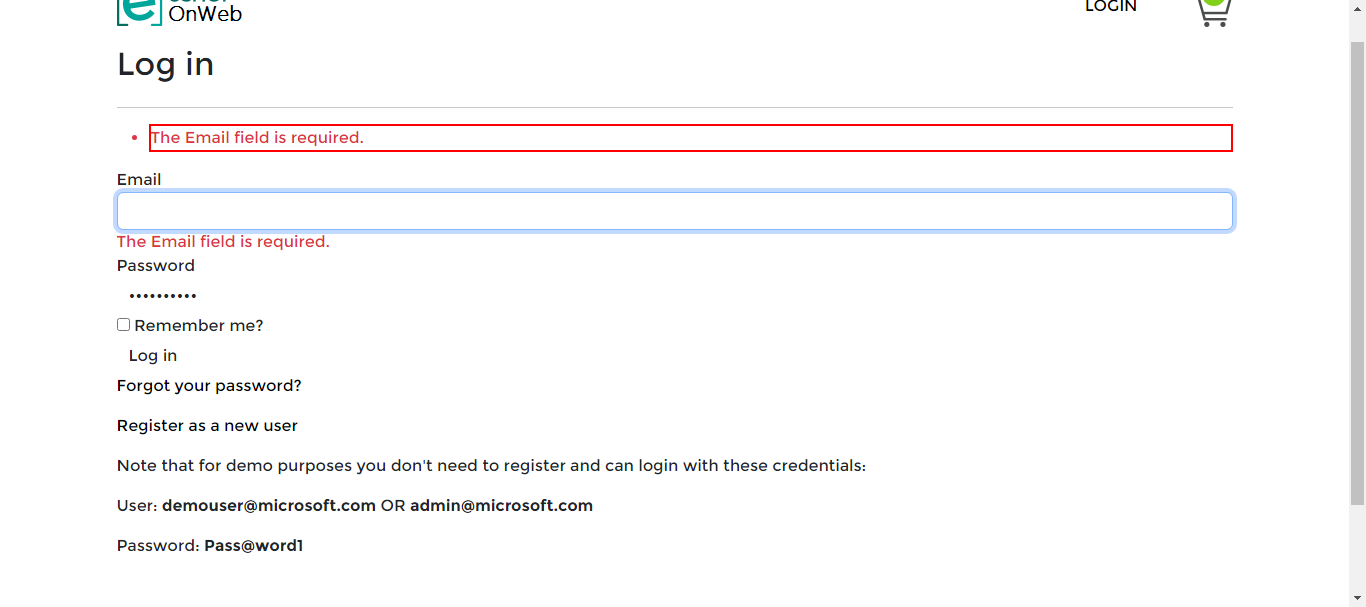 OnWeb
LOGIN
Log in
The Email field is required.
Email
The Email field is required.
Password
••••••••••
Remember me?
Log in
Forgot your password?
Register as a new user
Note that for demo purposes you don't need to register and can login with these credentials:
User: demouser@microsoft.com OR admin@microsoft.com
Password: Pass@word1